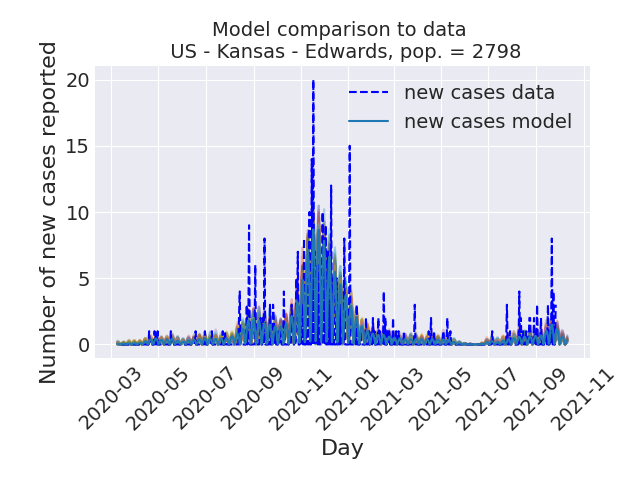 Model comparison to data
US - Kansas - Edwards, pop. = 2798
new cases data
new cases model
Number of new cases reported
20
15
10
5
0
2020-03
2020-05
2020-07
2020-09
2020-11
2021-01
2021-03
2021-05
2021-07
2021-09
2021-11
Day